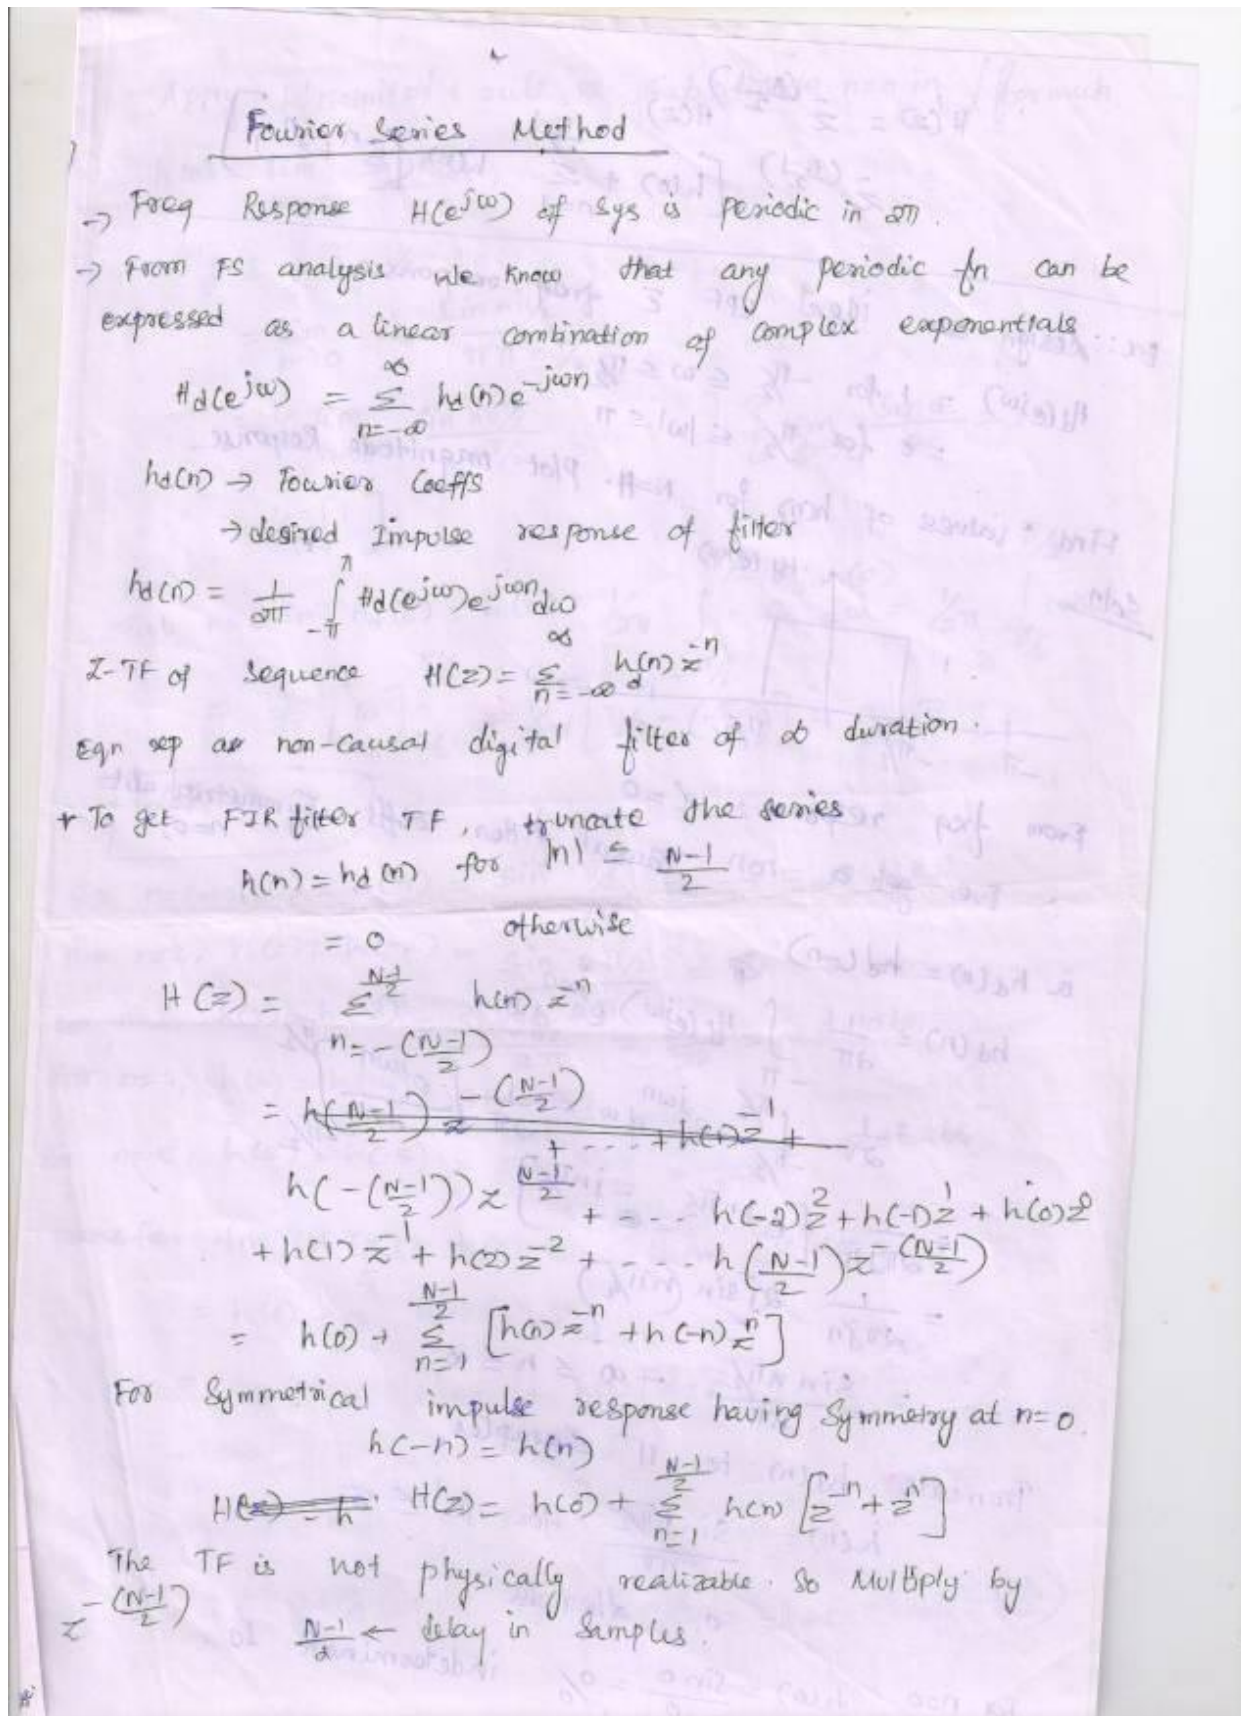 Fourier Series Method
→ Freq Response H(e^jω) of sys is periodic in 2π.
→ From FS analysis we know that any periodic fn can be
expressed as a linear combination of complex exponentials
Hd(e^jω) = Σ_{n=-∞}^{∞} hd(n) e^-jωn
hd(n) → Fourier Coeffs
→ desired Impulse response of filter
hd(n) = 1/2π ∫_{-π}^{π} Hd(e^jω) e^jωn dω
Z-TF of sequence H(z) = Σ_{n=-∞}^{∞} hd(n) z^-n
Eqn rep as non-causal digital filter of ∞ duration.
+ To get FIR filter TF, truncate the series
h(n) = hd(n) for |n| ≤ N-1/2
= 0 otherwise
H(z) = Σ_{n=-(N-1/2)}^{N-1/2} h(n) z^-n
= h(N-1/2) z^-(N-1/2) + ... + h(1) z^-1 +
h(-(N-1/2)) z^{N-1/2} + - ... h(-2) z^2 + h(-1) z^1 + h(0) z^0
+ h(1) z^-1 + h(2) z^-2 + - ... h(N-1/2) z^-(N-1/2)
= h(0) + Σ_{n=1}^{N-1/2} [h(n) z^-n + h(-n) z^n]
For Symmetrical impulse response having Symmetry at n=0.
h(-n) = h(n)
H(z) = h H(z) = h(0) + Σ_{n=1}^{N-1/2} h(n) [z^-n + z^n]
The TF is not physically realizable. So Multiply by
z^-(N-1/2) N-1/2 ← delay in Samples.